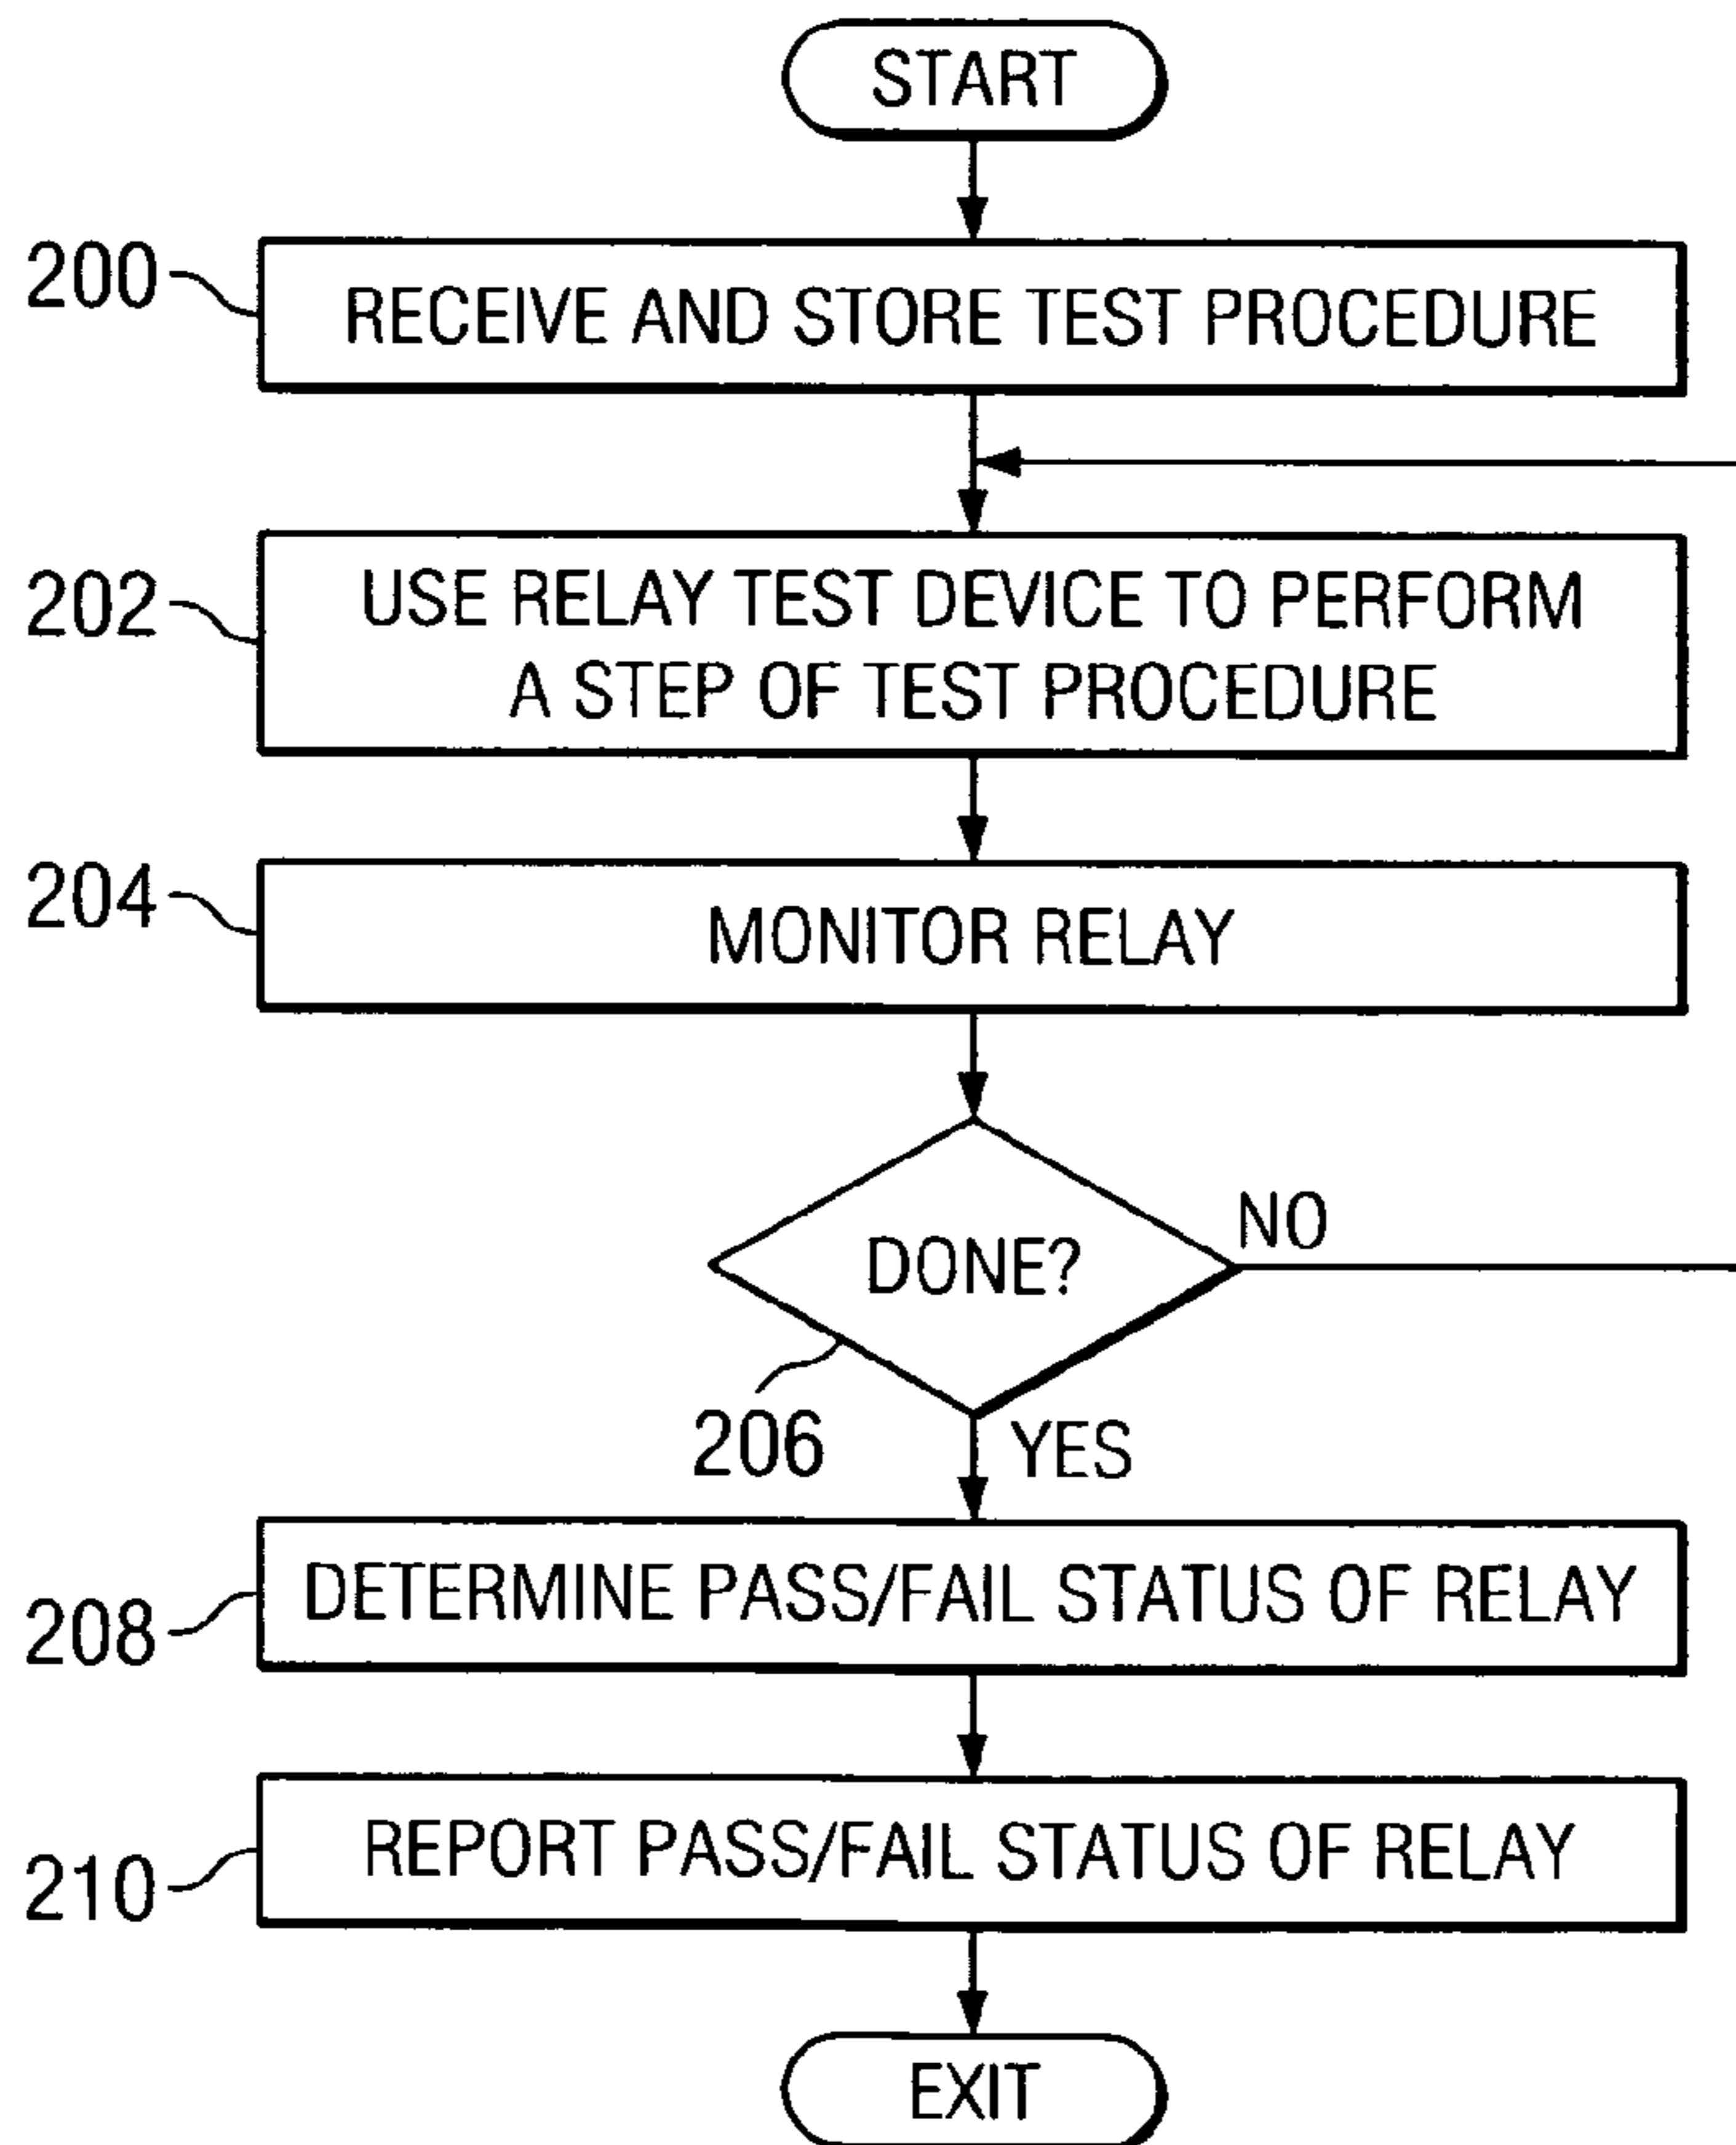 START
200
RECEIVE AND STORE TEST PROCEDURE
202
USE RELAY TEST DEVICE TO PERFORM
A STEP OF TEST PROCEDURE
204
MONITOR RELAY
DONE?
NO
206
YES
208
DETERMINE PASS/FAIL STATUS OF RELAY
210
REPORT PASS/FAIL STATUS OF RELAY
EXIT